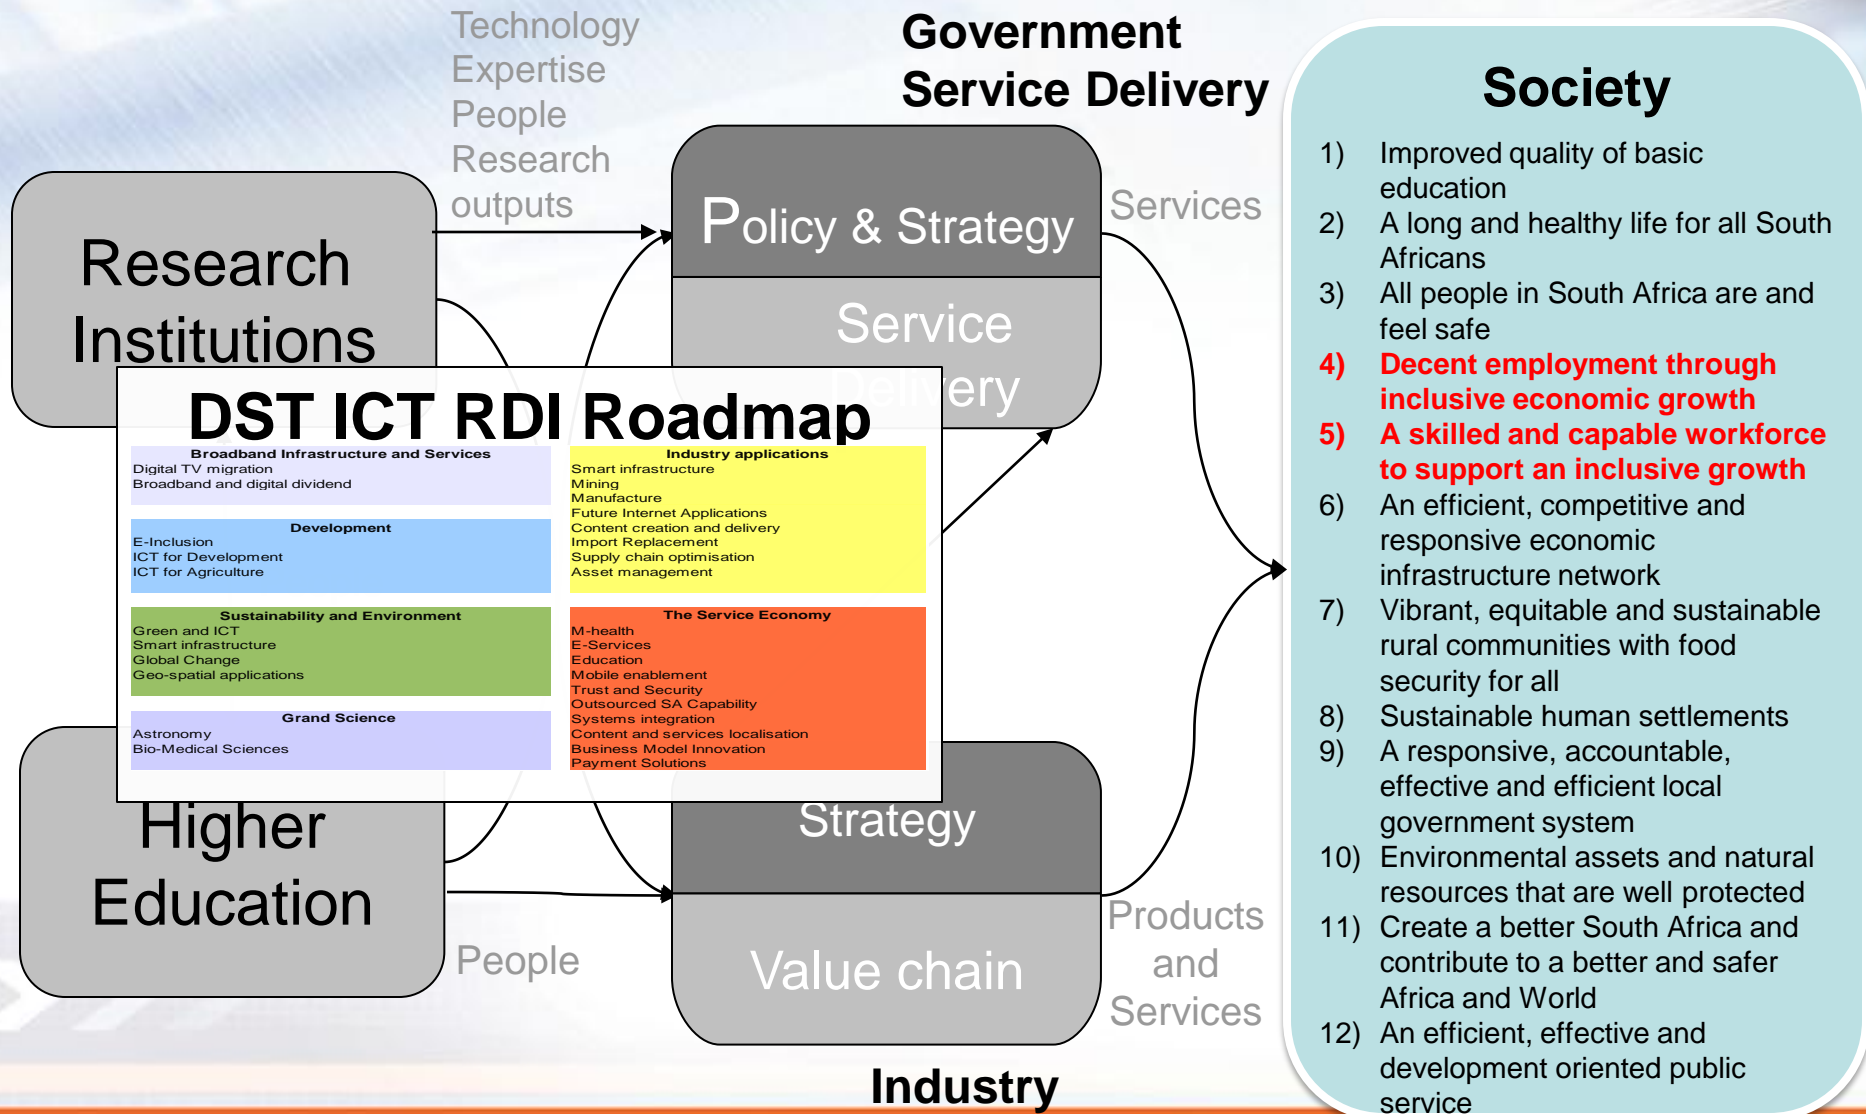 Technology
Expertise
People
Research
outputs
Government
Service Delivery
Research
Institutions
Policy & Strategy
Service
Delivery
Services
DST ICT RDI Roadmap
Broadband Infrastructure and Services
Digital TV migration
Broadband and digital dividend
Development
E-Inclusion
ICT for Development
ICT for Agriculture
Sustainability and Environment
Green and ICT
Smart infrastructure
Global Change
Geo-spatial applications
Grand Science
Astronomy
Bio-Medical Sciences
Industry applications
Smart infrastructure
Mining
Manufacture
Future Internet Applications
Content creation and delivery
Import Replacement
Supply chain optimisation
Asset management
The Service Economy
M-health
E-Services
Education
Mobile enablement
Trust and Security
Outsourced SA Capability
Systems integration
Content and services localisation
Business Model Innovation
Payment Solutions
Higher
Education
People
Strategy
Value chain
Products
and
Services
Industry
Society
1) Improved quality of basic
education
2) A long and healthy life for all South
Africans
3) All people in South Africa are and
feel safe
4) Decent employment through
inclusive economic growth
5) A skilled and capable workforce
to support an inclusive growth
6) An efficient, competitive and
responsive economic
infrastructure network
7) Vibrant, equitable and sustainable
rural communities with food
security for all
8) Sustainable human settlements
9) A responsive, accountable,
effective and efficient local
government system
10) Environmental assets and natural
resources that are well protected
11) Create a better South Africa and
contribute to a better and safer
Africa and World
12) An efficient, effective and
development oriented public
service